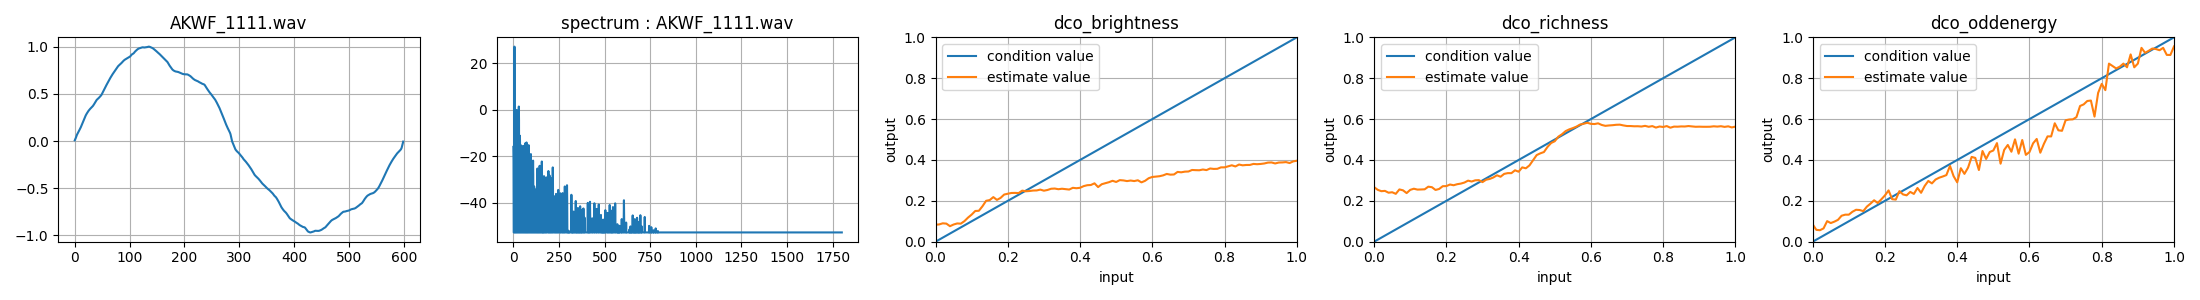 AKWF_1111.wav
1.0
0.5
0.0
−0.5
−1.0
0 100 200 300 400 500 600
spectrum : AKWF_1111.wav
20
0
−20
−40
0 250 500 750 1000 1250 1500 1750
dco_brightness
condition value
estimate value
output
1.0
0.8
0.6
0.4
0.2
0.0
0.0 0.2 0.4 0.6 0.8 1.0
input
dco_richness
condition value
estimate value
output
1.0
0.8
0.6
0.4
0.2
0.0
0.0 0.2 0.4 0.6 0.8 1.0
input
dco_oddenergy
condition value
estimate value
output
1.0
0.8
0.6
0.4
0.2
0.0
0.0 0.2 0.4 0.6 0.8 1.0
input